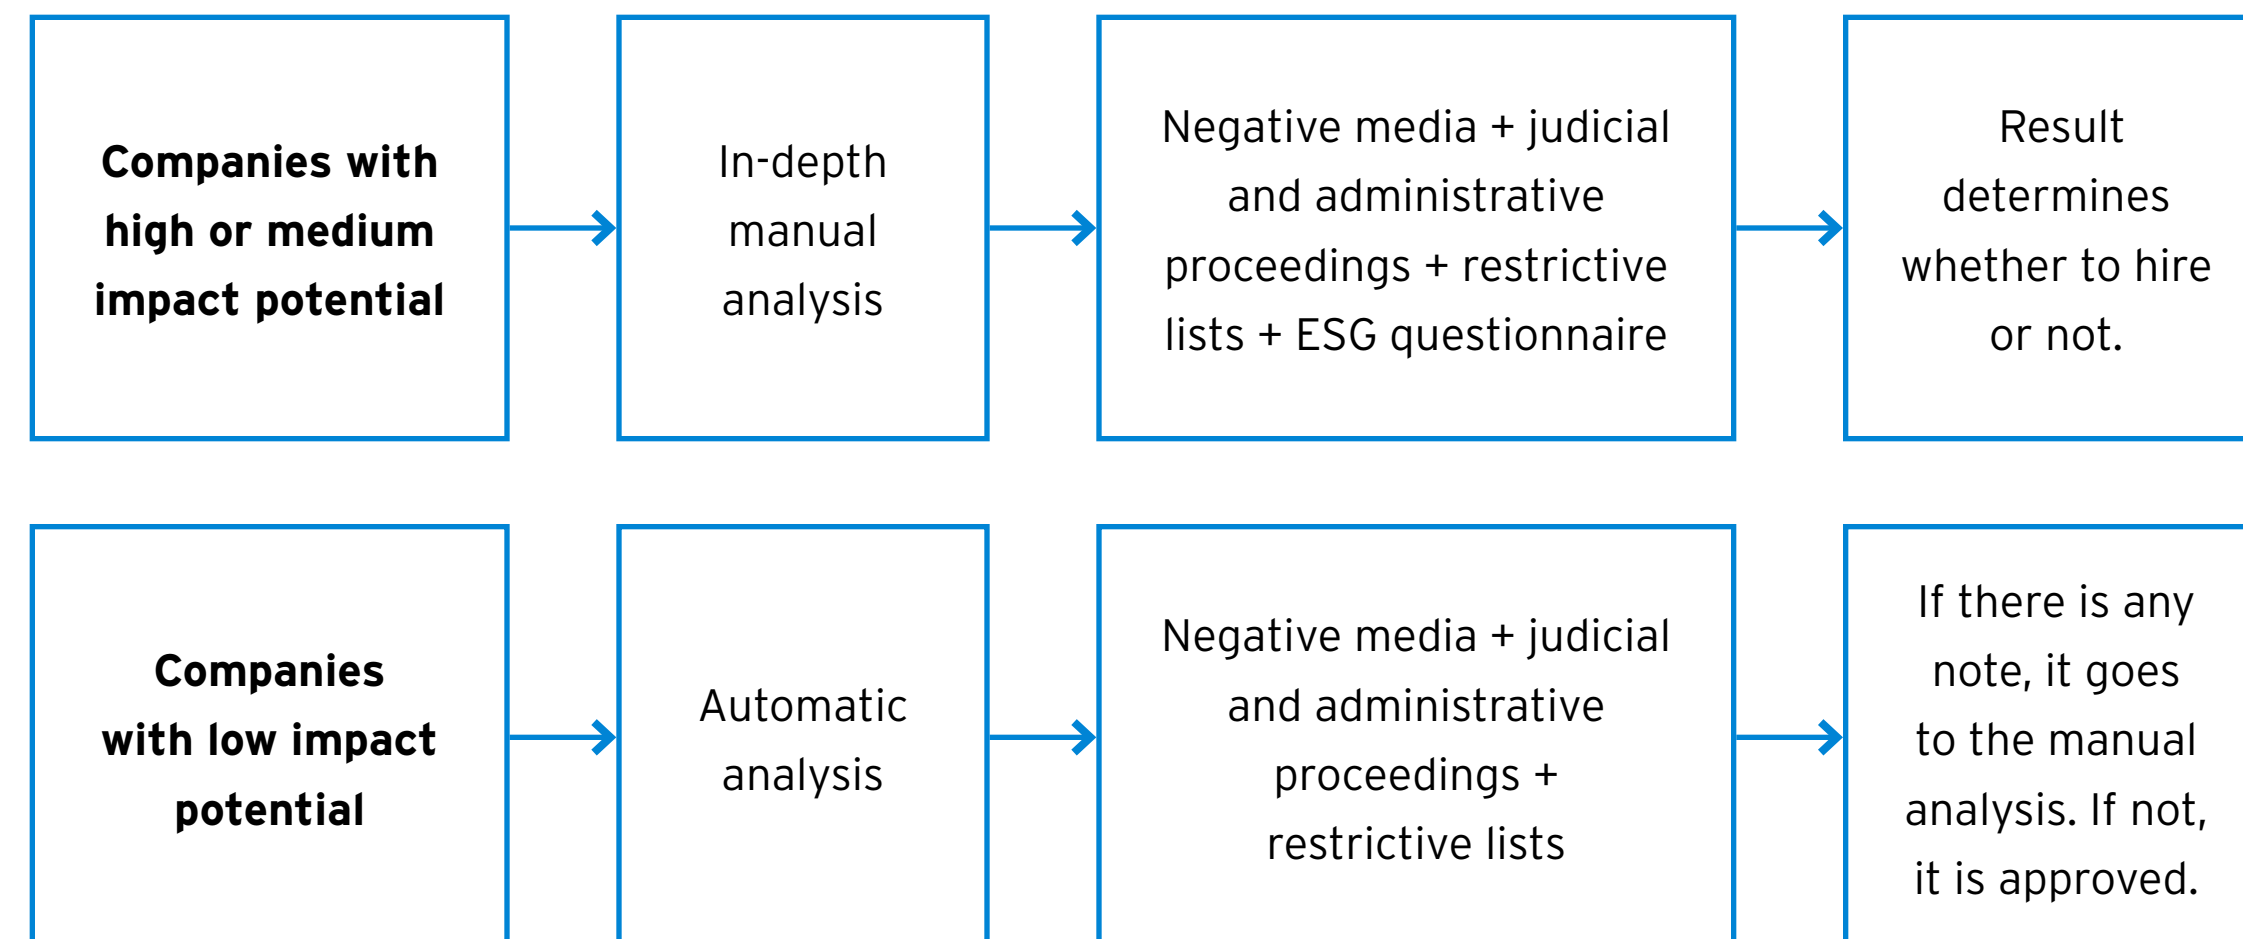 Companies with
high or medium
impact potential
In-depth
manual
analysis
Negative media + judicial
and administrative
proceedings + restrictive
lists + ESG questionnaire
Result
determines
whether to hire
or not.
Companies
with low impact
potential
Automatic
analysis
Negative media + judicial
and administrative
proceedings +
restrictive lists
If there is any
note, it goes
to the manual
analysis. If not,
it is approved.